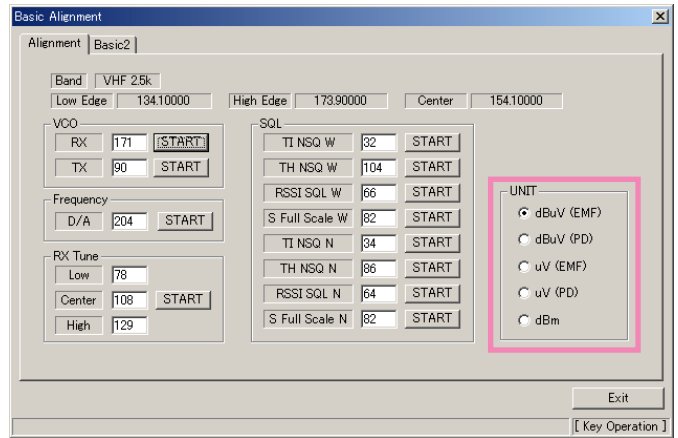 Basic Alignment
Alignment Basic2
Band VHF 2.5k
Low Edge 134.10000 High Edge 173.90000 Center 154.10000
VCO
RX 171 START
TX 90 START
Frequency
D/A 204 START
RX Tune
Low 78
Center 108 START
High 129
SQL
TI NSQ W 32 START
TH NSQ W 104 START
RSSI SQL W 66 START
S Full Scale W 82 START
TI NSQ N 34 START
TH NSQ N 86 START
RSSI SQL N 64 START
S Full Scale N 82 START
UNIT
dBuV (EMF)
dBuV (PD)
uV (EMF)
uV (PD)
dBm
Exit
[ Key Operation ]